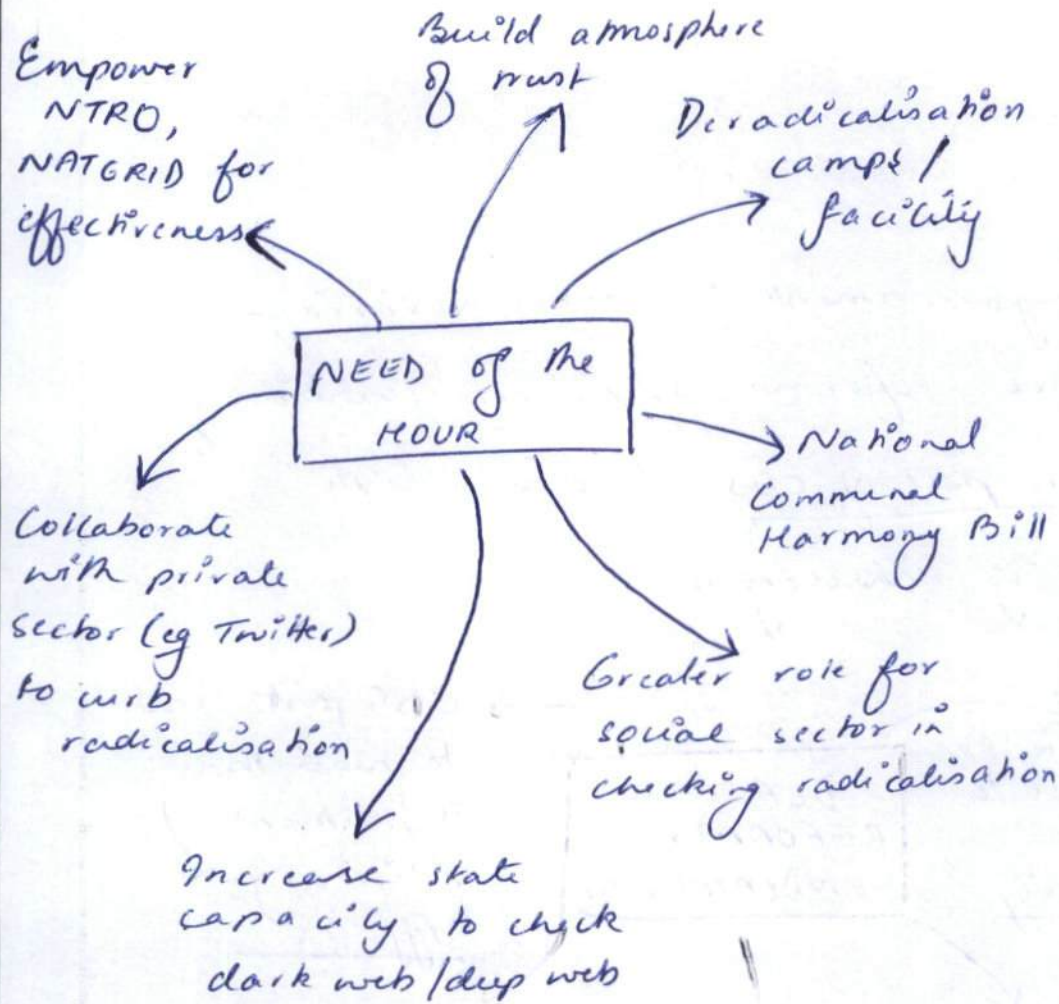 Build atmosphere
of trust
Empower
NTRO,
NATGRID for
effectiveness
Deradicalisation
camps /
facility
NEED of the
HOUR
National
Communal
Harmony Bill
Collaborate
with private
sector (eg Twitter)
to curb
radicalisation
Greater role for
social sector in
checking radicalisation
Increase state
capacity to check
dark web/deep web